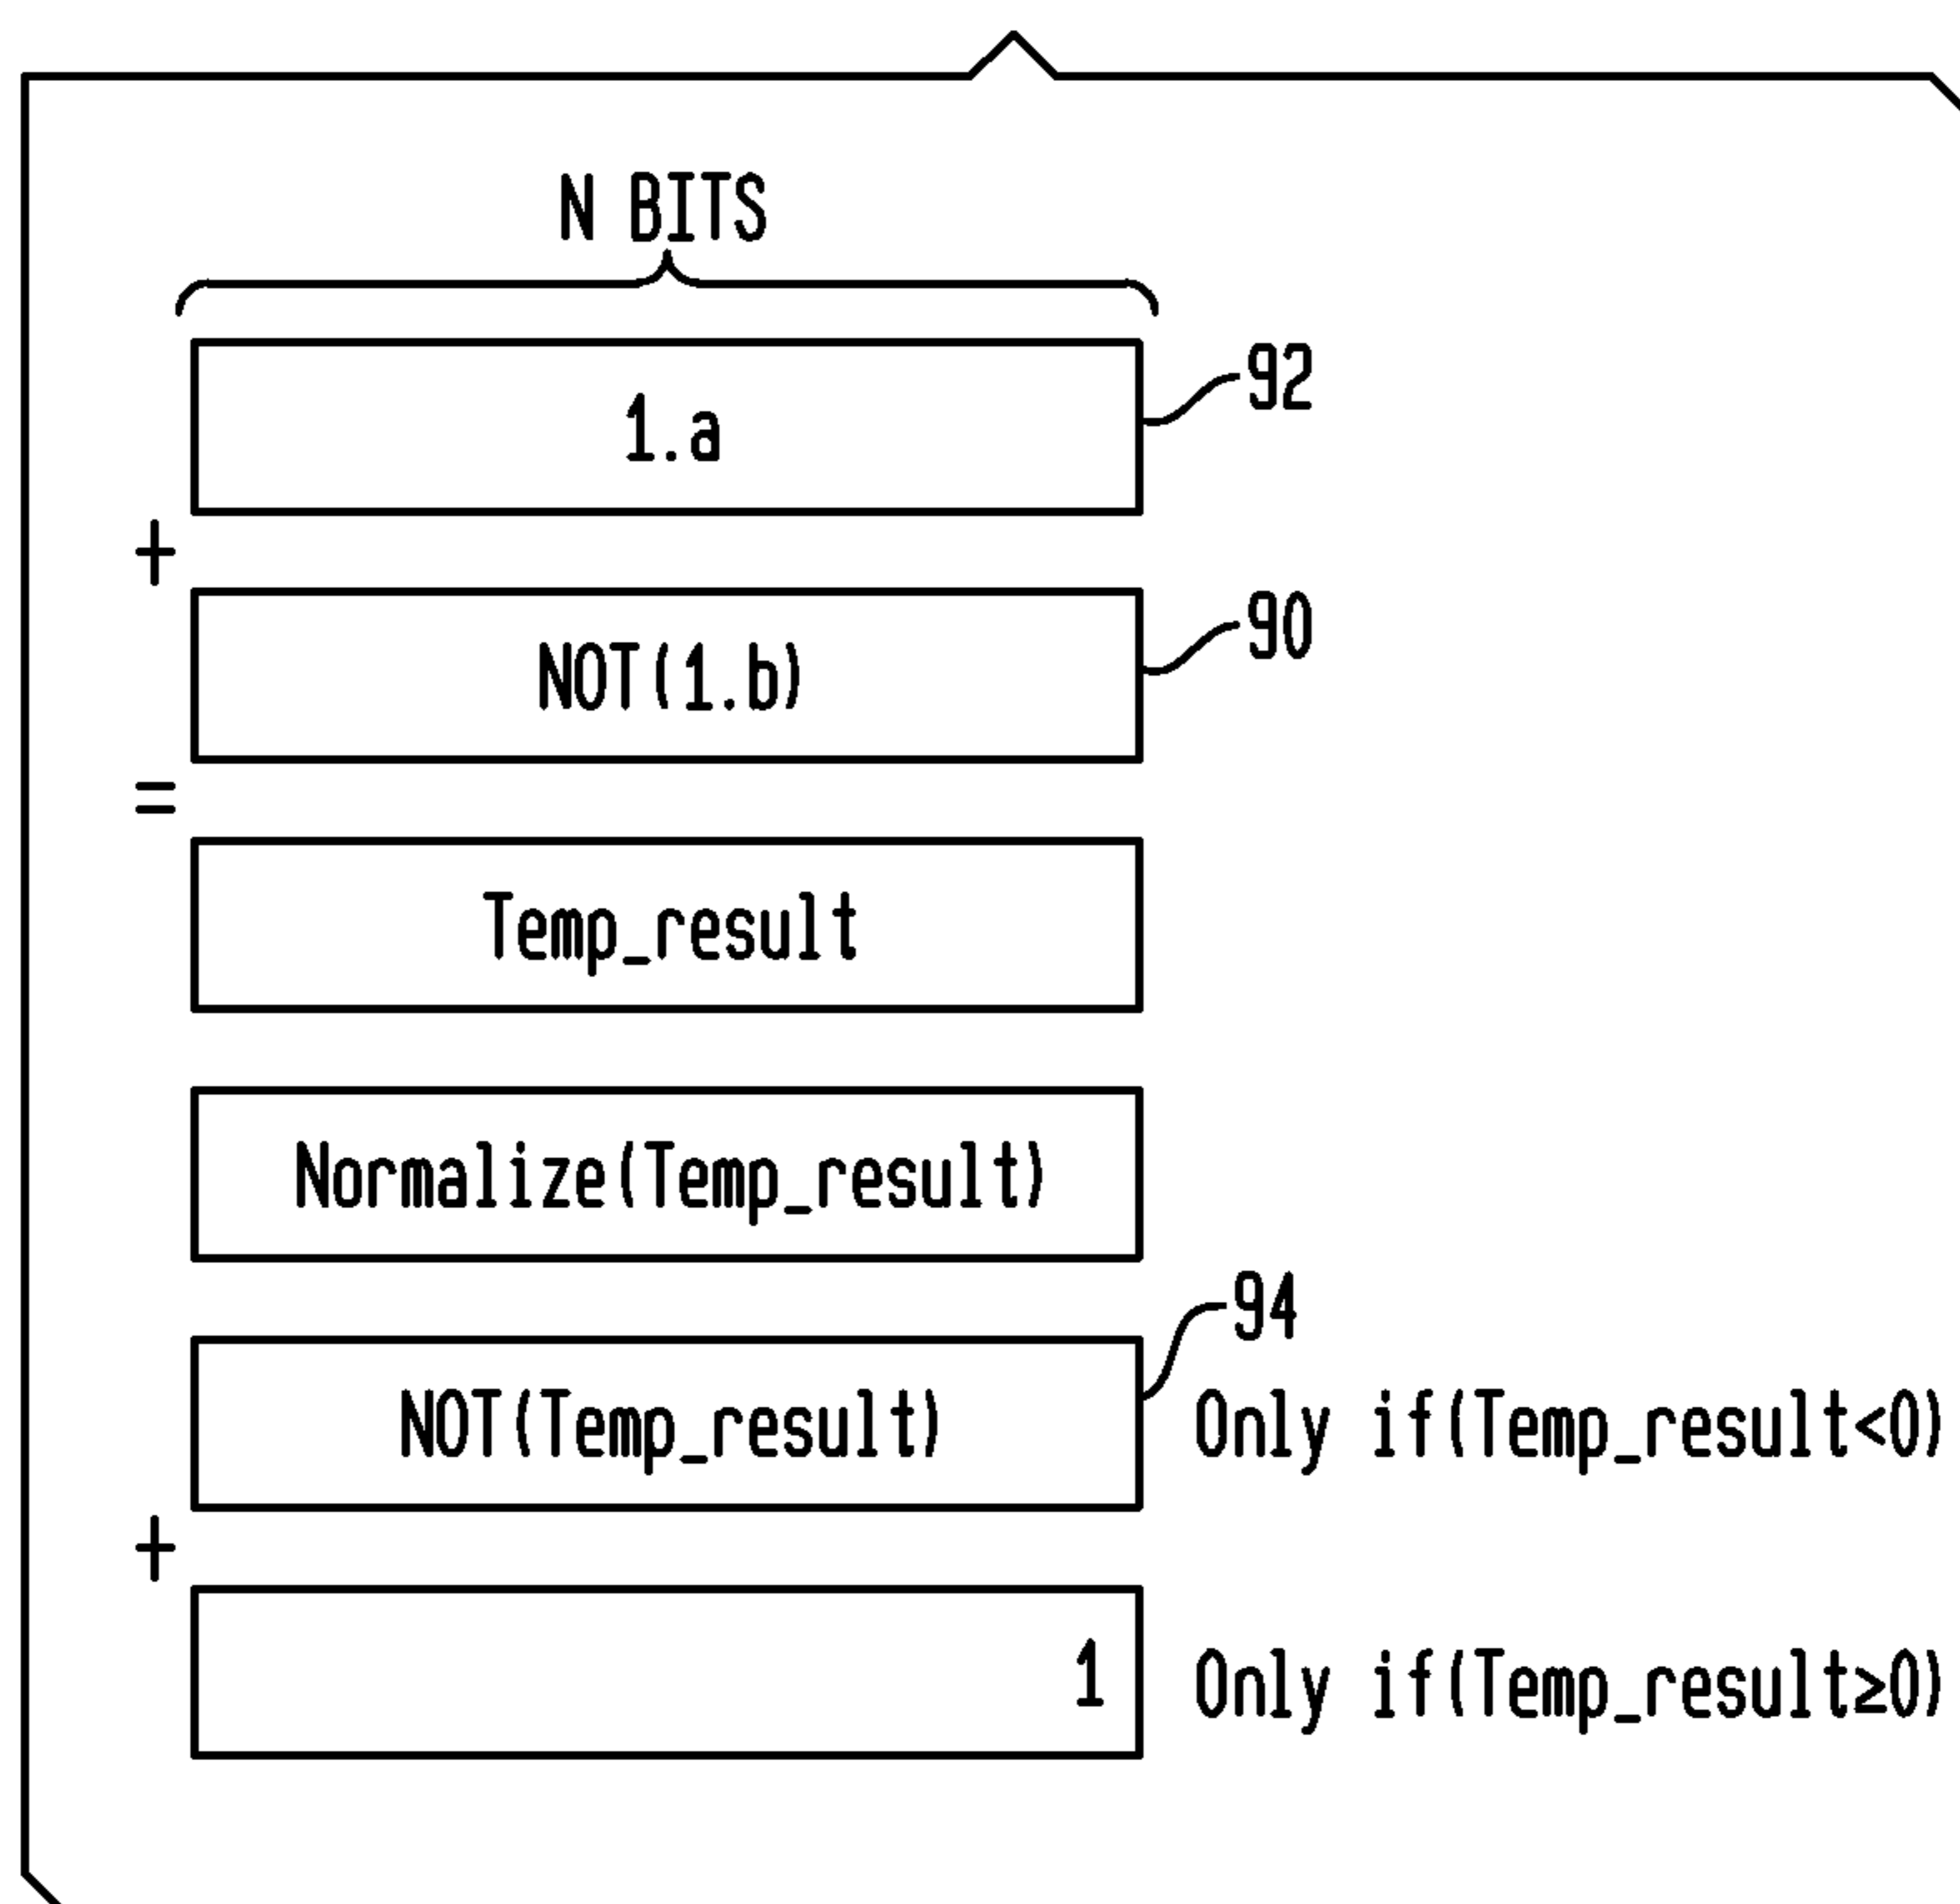 N BITS
1.a
92
+
NOT(1.b)
90
=
Temp_result
Normalize(Temp_result)
94
NOT(Temp_result)
Only if(Temp_result<0)
+
1
Only if(Temp_result≥0)